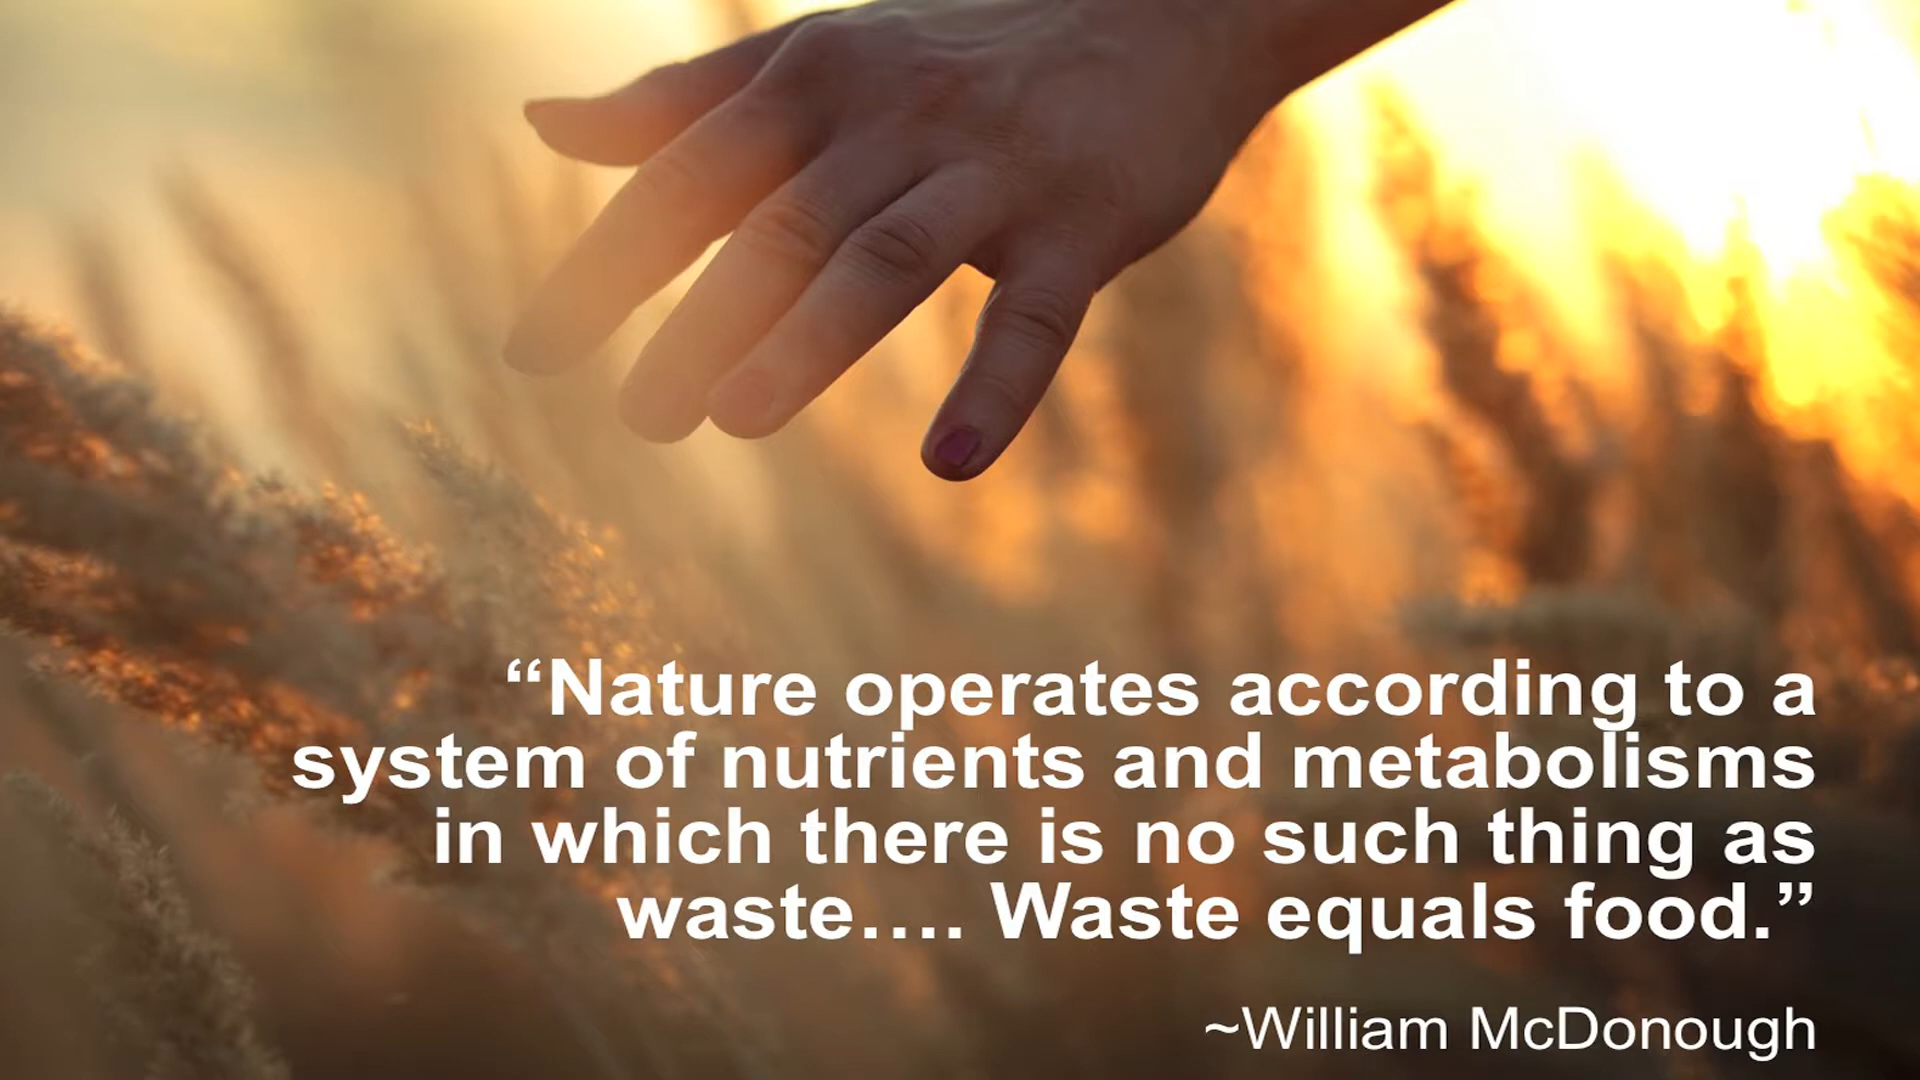 “Nature operates according to a
system of nutrients and metabolisms
in which there is no such thing as
waste…. Waste equals food.”
~William McDonough